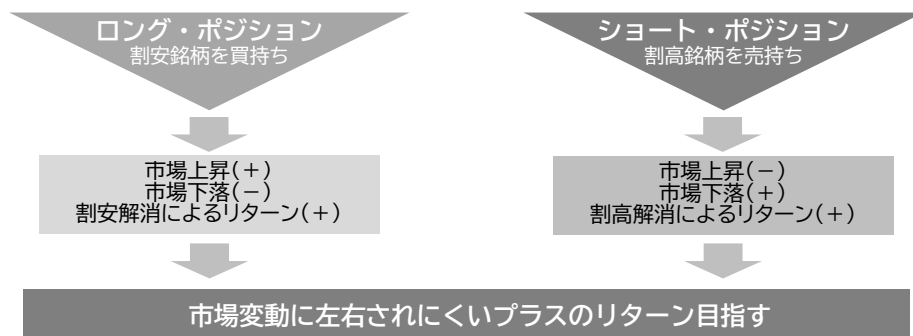 ロング・ポジション
割安銘柄を買持ち
市場上昇(＋)
市場下落(－)
割安解消によるリターン(＋)
ショート・ポジション
割高銘柄を売持ち
市場上昇(－)
市場下落(＋)
割高解消によるリターン(＋)
市場変動に左右されにくいプラスのリターン目指す